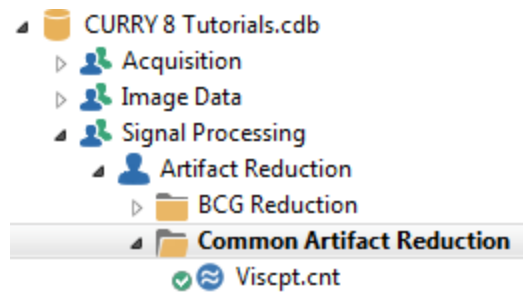 CURRY 8 Tutorials.cdb
Acquisition
Image Data
Signal Processing
Artifact Reduction
BCG Reduction
Common Artifact Reduction
Viscpt.cnt